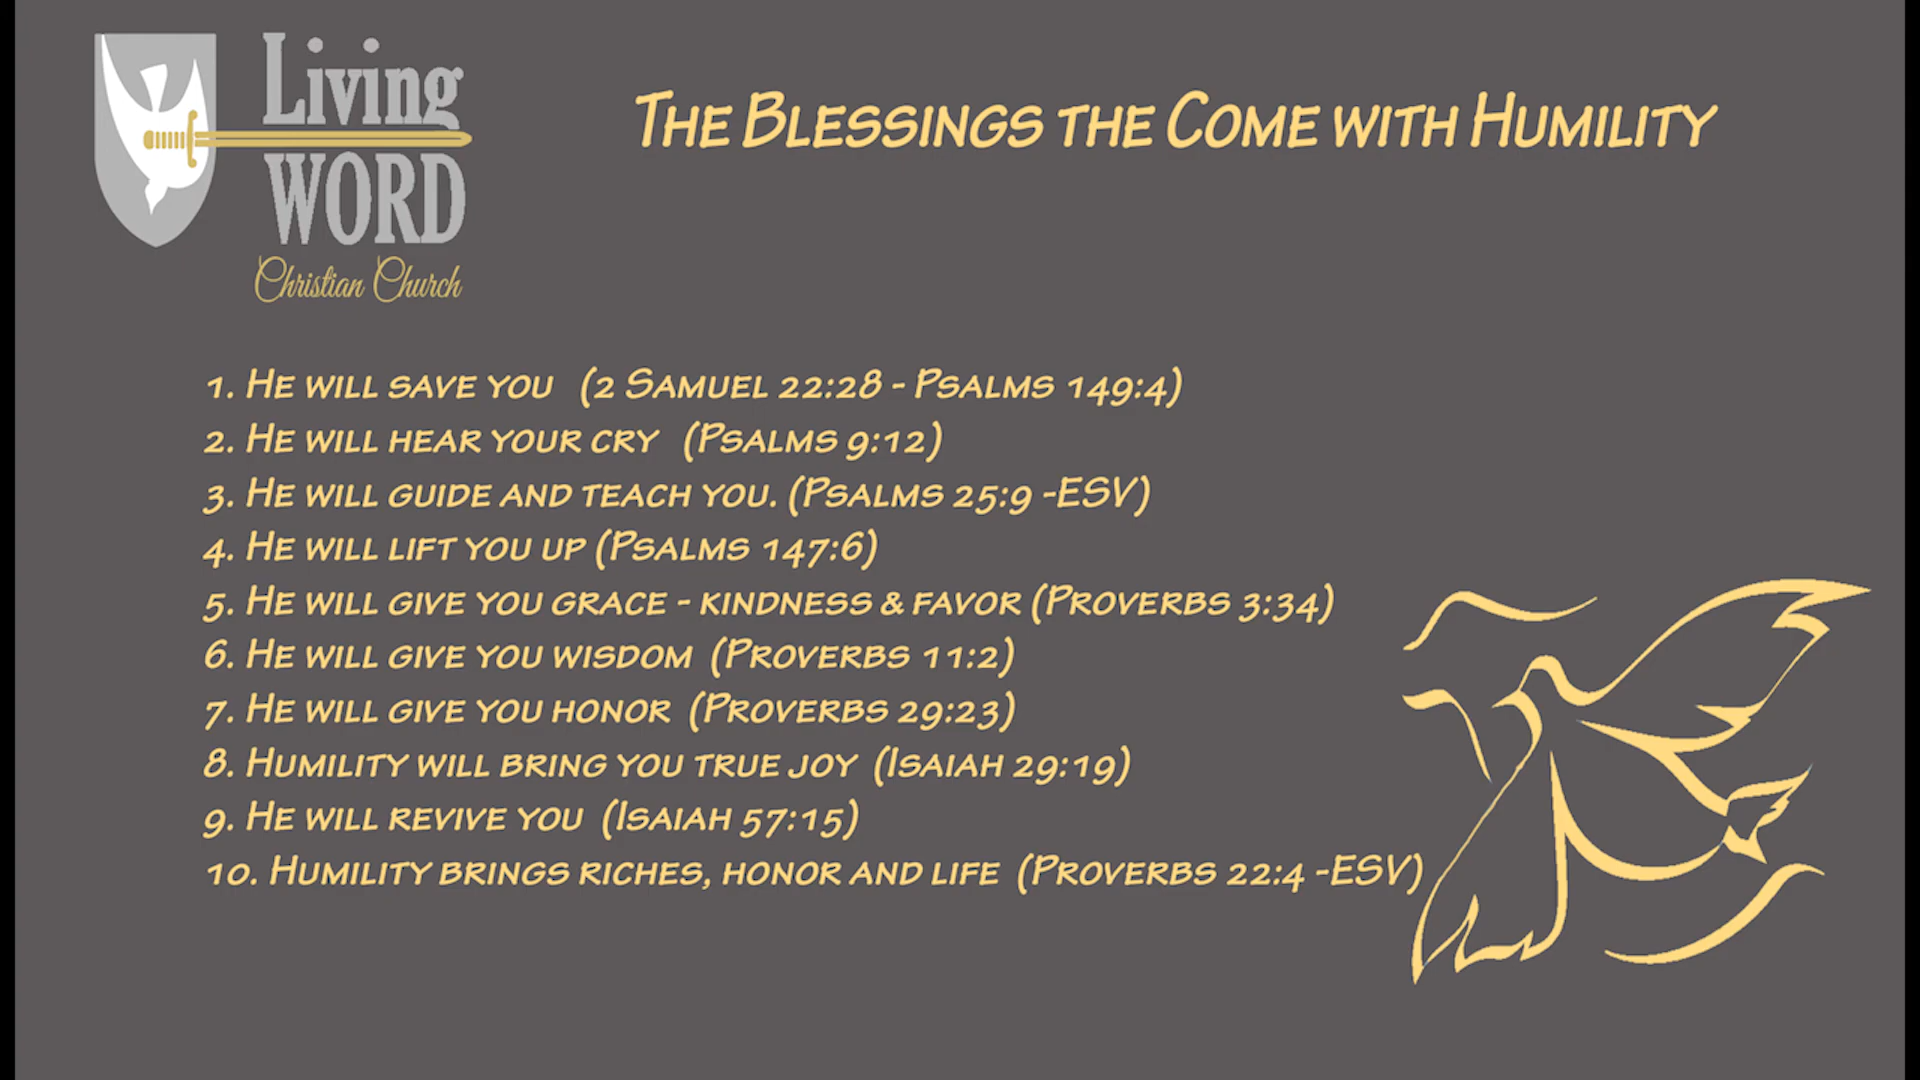 Living
WORD
Christian Church
The Blessings the Come with Humility
1. He will save you (2 Samuel 22:28 - Psalms 149:4)
2. He will hear your cry (Psalms 9:12)
3. He will guide and teach you. (Psalms 25:9 -ESV)
4. He will lift you up (Psalms 147:6)
5. He will give you grace - kindness & favor (Proverbs 3:34)
6. He will give you wisdom (Proverbs 11:2)
7. He will give you honor (Proverbs 29:23)
8. Humility will bring you true joy (Isaiah 29:19)
9. He will revive you (Isaiah 57:15)
10. Humility brings riches, honor and life (Proverbs 22:4 -ESV)